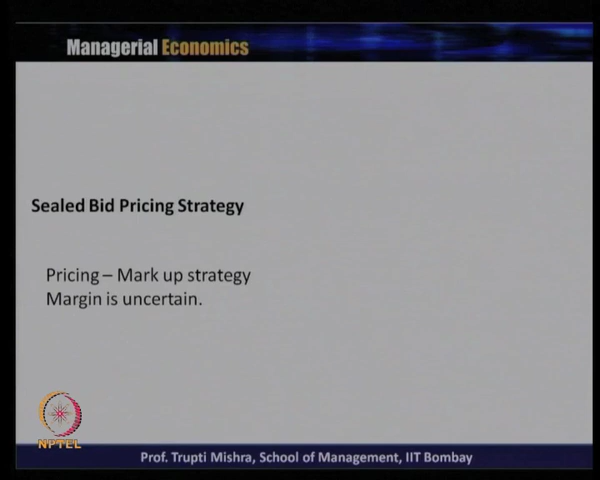 Managerial Economics
Sealed Bid Pricing Strategy
Pricing – Mark up strategy
Margin is uncertain.
NPTEL
Prof. Trupti Mishra, School of Management, IIT Bombay